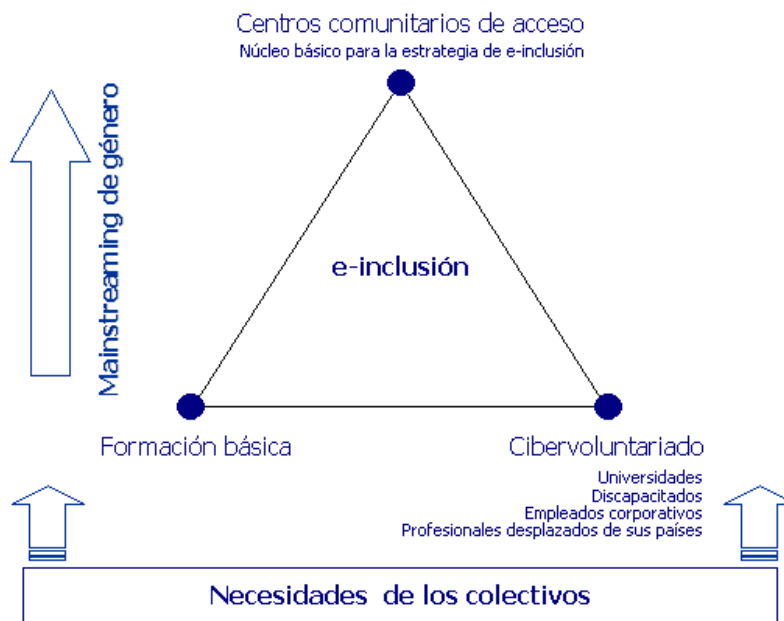 Centros comunitarios de acceso
Núcleo básico para la estrategia de e-inclusión
Mainstreaming de género
e-inclusión
Formación básica
Cibervoluntariado
Universidades
Discapacitados
Empleados corporativos
Profesionales desplazados de sus países
Necesidades de los colectivos